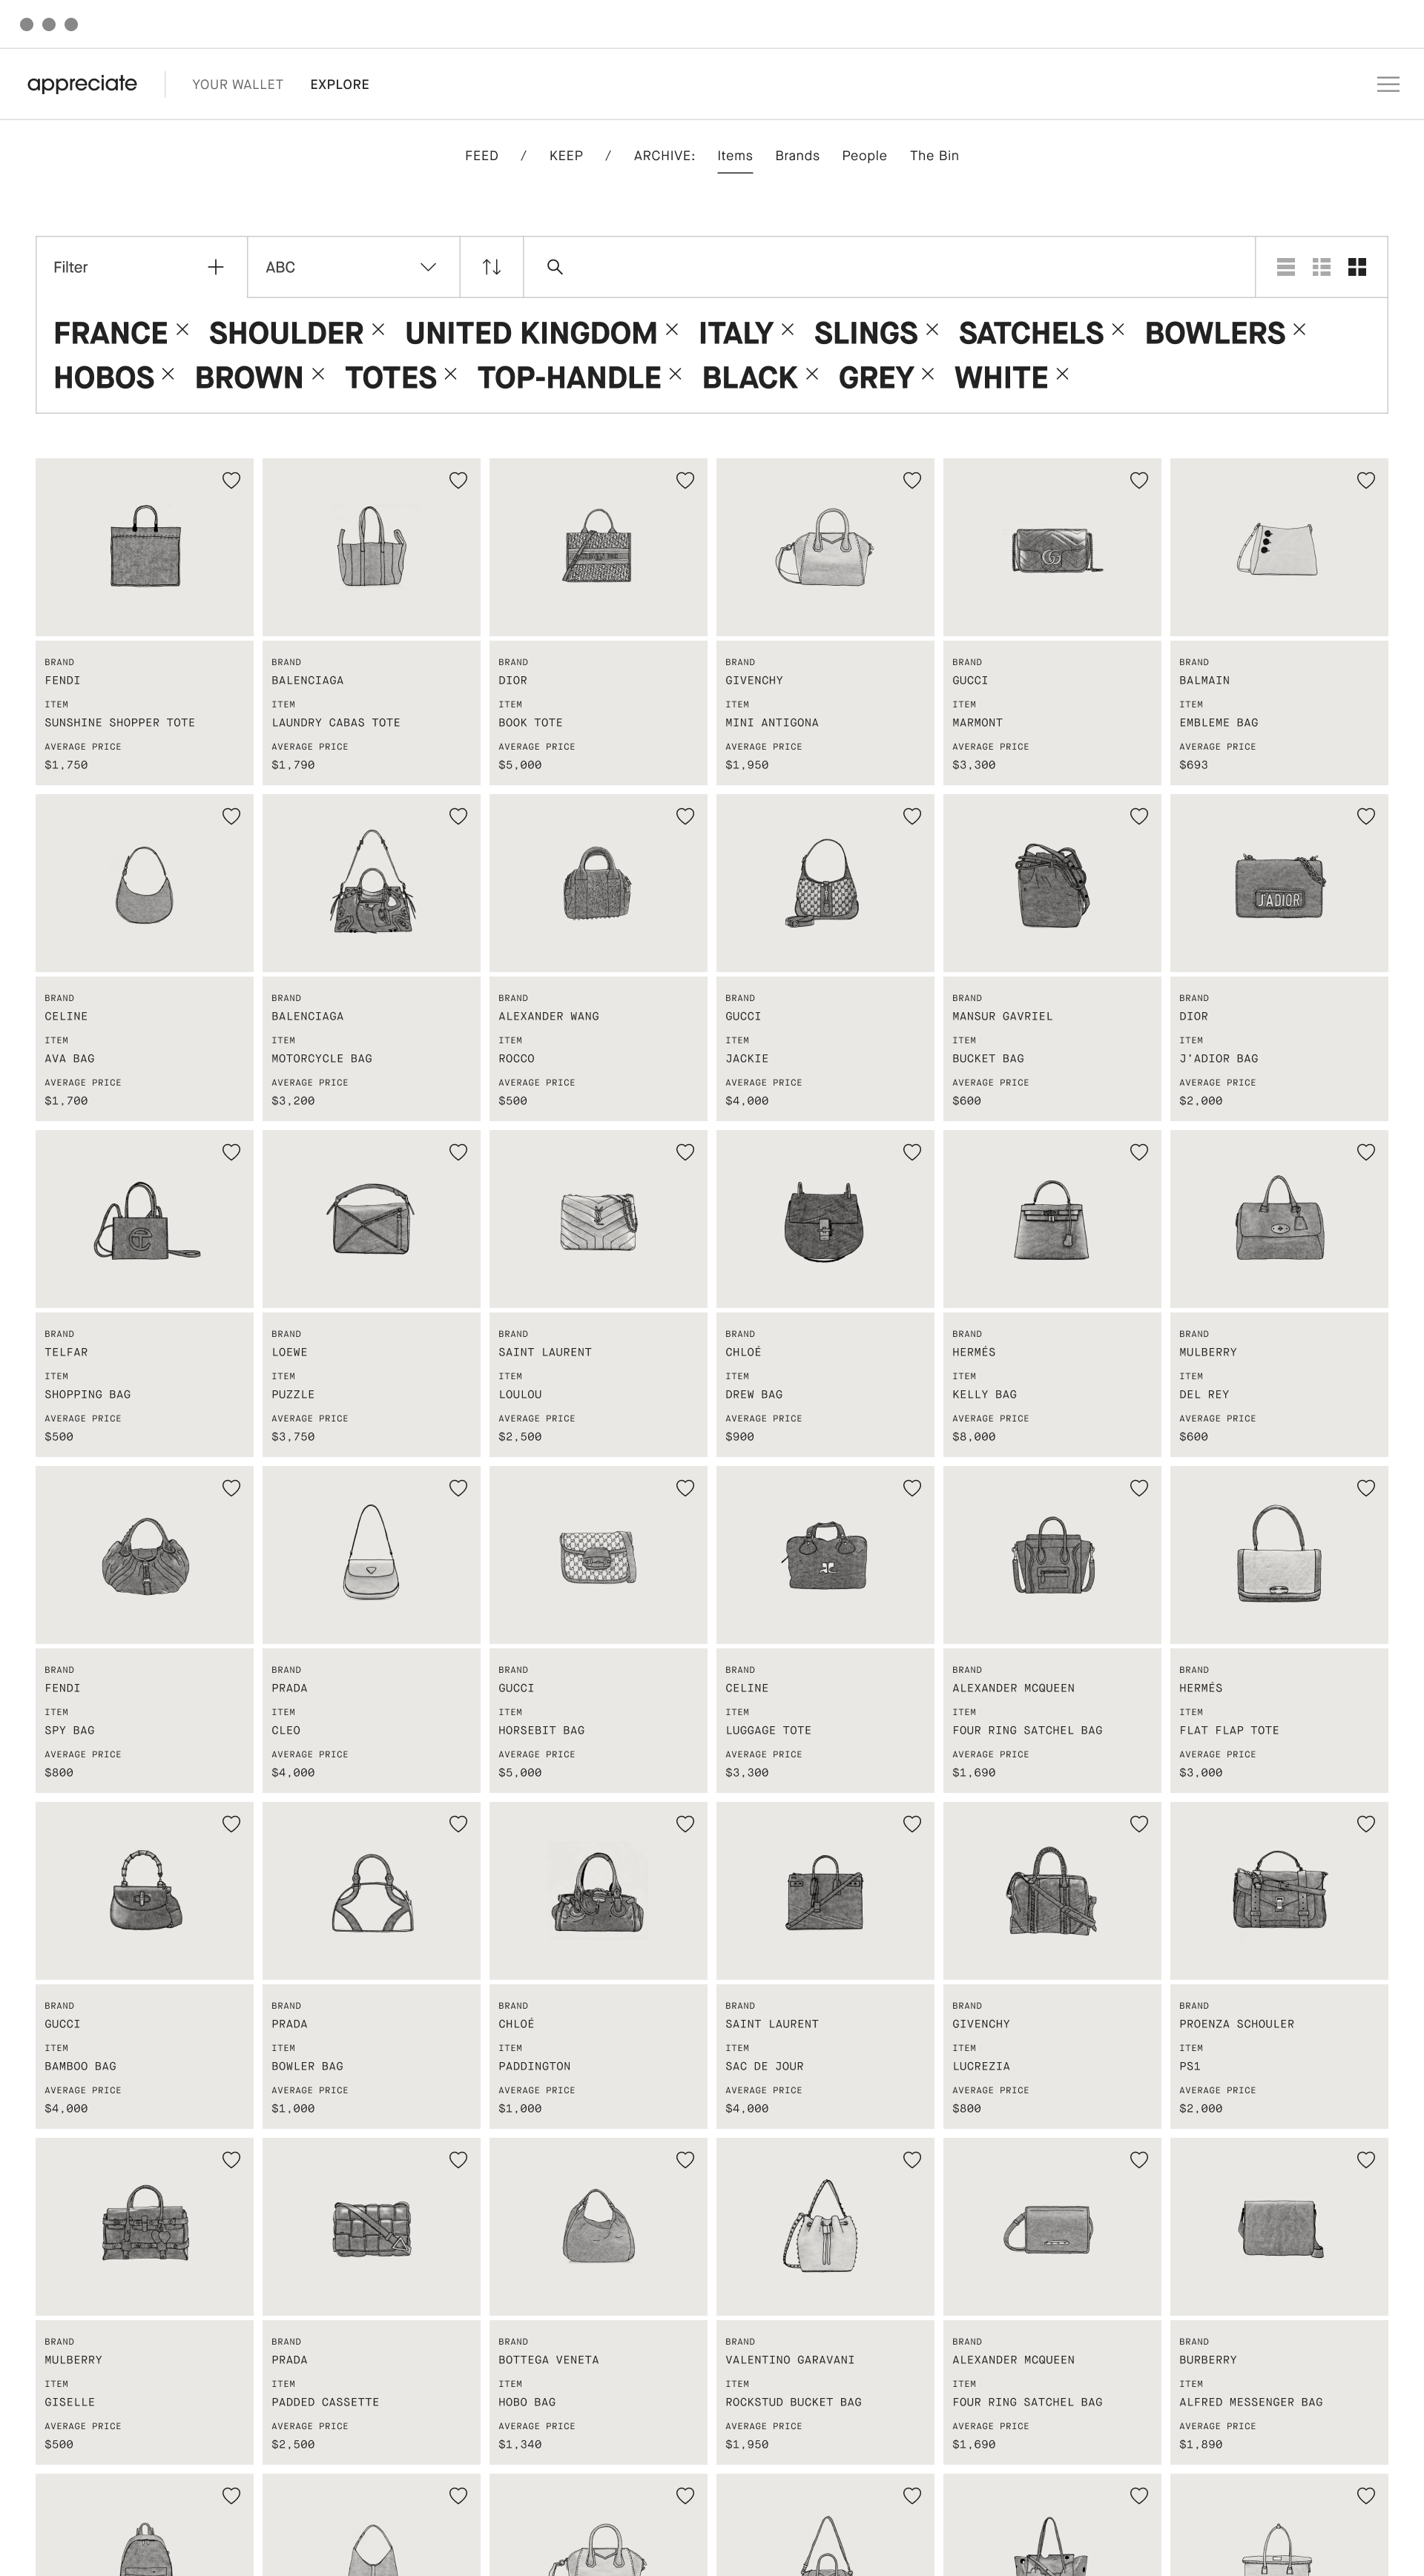 appreciate YOUR WALLET EXPLORE
FEED / KEEP / ARCHIVE: Items Brands People The Bin
Filter ABC
FRANCE SHOULDER UNITED KINGDOM ITALY SLINGS SATCHELS BOWLERS
HOBOS BROWN TOTES TOP-HANDLE BLACK GREY WHITE
BRAND BRAND BRAND BRAND BRAND BRAND
FENDI BALENCIAGA DIOR GIVENCHY GUCCI BALMAIN
ITEM ITEM ITEM ITEM ITEM ITEM
SUNSHINE SHOPPER TOTE LAUNDRY CABAS TOTE BOOK TOTE MINI ANTIGONA MARMONT EMBLEME BAG
AVERAGE PRICE AVERAGE PRICE AVERAGE PRICE AVERAGE PRICE AVERAGE PRICE AVERAGE PRICE
$1,750 $1,790 $5,000 $1,950 $3,300 $693
J'ADIOR
BRAND BRAND BRAND BRAND BRAND BRAND
CELINE BALENCIAGA ALEXANDER WANG GUCCI MANSUR GAVRIEL DIOR
ITEM ITEM ITEM ITEM ITEM ITEM
AVA BAG MOTORCYCLE BAG ROCCO JACKIE BUCKET BAG J'ADIOR BAG
AVERAGE PRICE AVERAGE PRICE AVERAGE PRICE AVERAGE PRICE AVERAGE PRICE AVERAGE PRICE
$1,700 $3,200 $500 $4,000 $600 $2,000
BRAND BRAND BRAND BRAND BRAND BRAND
TELFAR LOEWE SAINT LAURENT CHLOÉ HERMÉS MULBERRY
ITEM ITEM ITEM ITEM ITEM ITEM
SHOPPING BAG PUZZLE LOULOU DREW BAG KELLY BAG DEL REY
AVERAGE PRICE AVERAGE PRICE AVERAGE PRICE AVERAGE PRICE AVERAGE PRICE AVERAGE PRICE
$500 $3,750 $2,500 $900 $8,000 $600
BRAND BRAND BRAND BRAND BRAND BRAND
FENDI PRADA GUCCI CELINE ALEXANDER MCQUEEN HERMÉS
ITEM ITEM ITEM ITEM ITEM ITEM
SPY BAG CLEO HORSEBIT BAG LUGGAGE TOTE FOUR RING SATCHEL BAG FLAT FLAP TOTE
AVERAGE PRICE AVERAGE PRICE AVERAGE PRICE AVERAGE PRICE AVERAGE PRICE AVERAGE PRICE
$800 $4,000 $5,000 $3,300 $1,690 $3,000
BRAND BRAND BRAND BRAND BRAND BRAND
GUCCI PRADA CHLOÉ SAINT LAURENT GIVENCHY PROENZA SCHOULER
ITEM ITEM ITEM ITEM ITEM ITEM
BAMBOO BAG BOWLER BAG PADDINGTON SAC DE JOUR LUCREZIA PS1
AVERAGE PRICE AVERAGE PRICE AVERAGE PRICE AVERAGE PRICE AVERAGE PRICE AVERAGE PRICE
$4,000 $1,000 $1,000 $4,000 $800 $2,000
BRAND BRAND BRAND BRAND BRAND BRAND
MULBERRY PRADA BOTTEGA VENETA VALENTINO GARAVANI ALEXANDER MCQUEEN BURBERRY
ITEM ITEM ITEM ITEM ITEM ITEM
GISELLE PADDED CASSETTE HOBO BAG ROCKSTUD BUCKET BAG FOUR RING SATCHEL BAG ALFRED MESSENGER BAG
AVERAGE PRICE AVERAGE PRICE AVERAGE PRICE AVERAGE PRICE AVERAGE PRICE AVERAGE PRICE
$500 $2,500 $1,340 $1,950 $1,690 $1,890